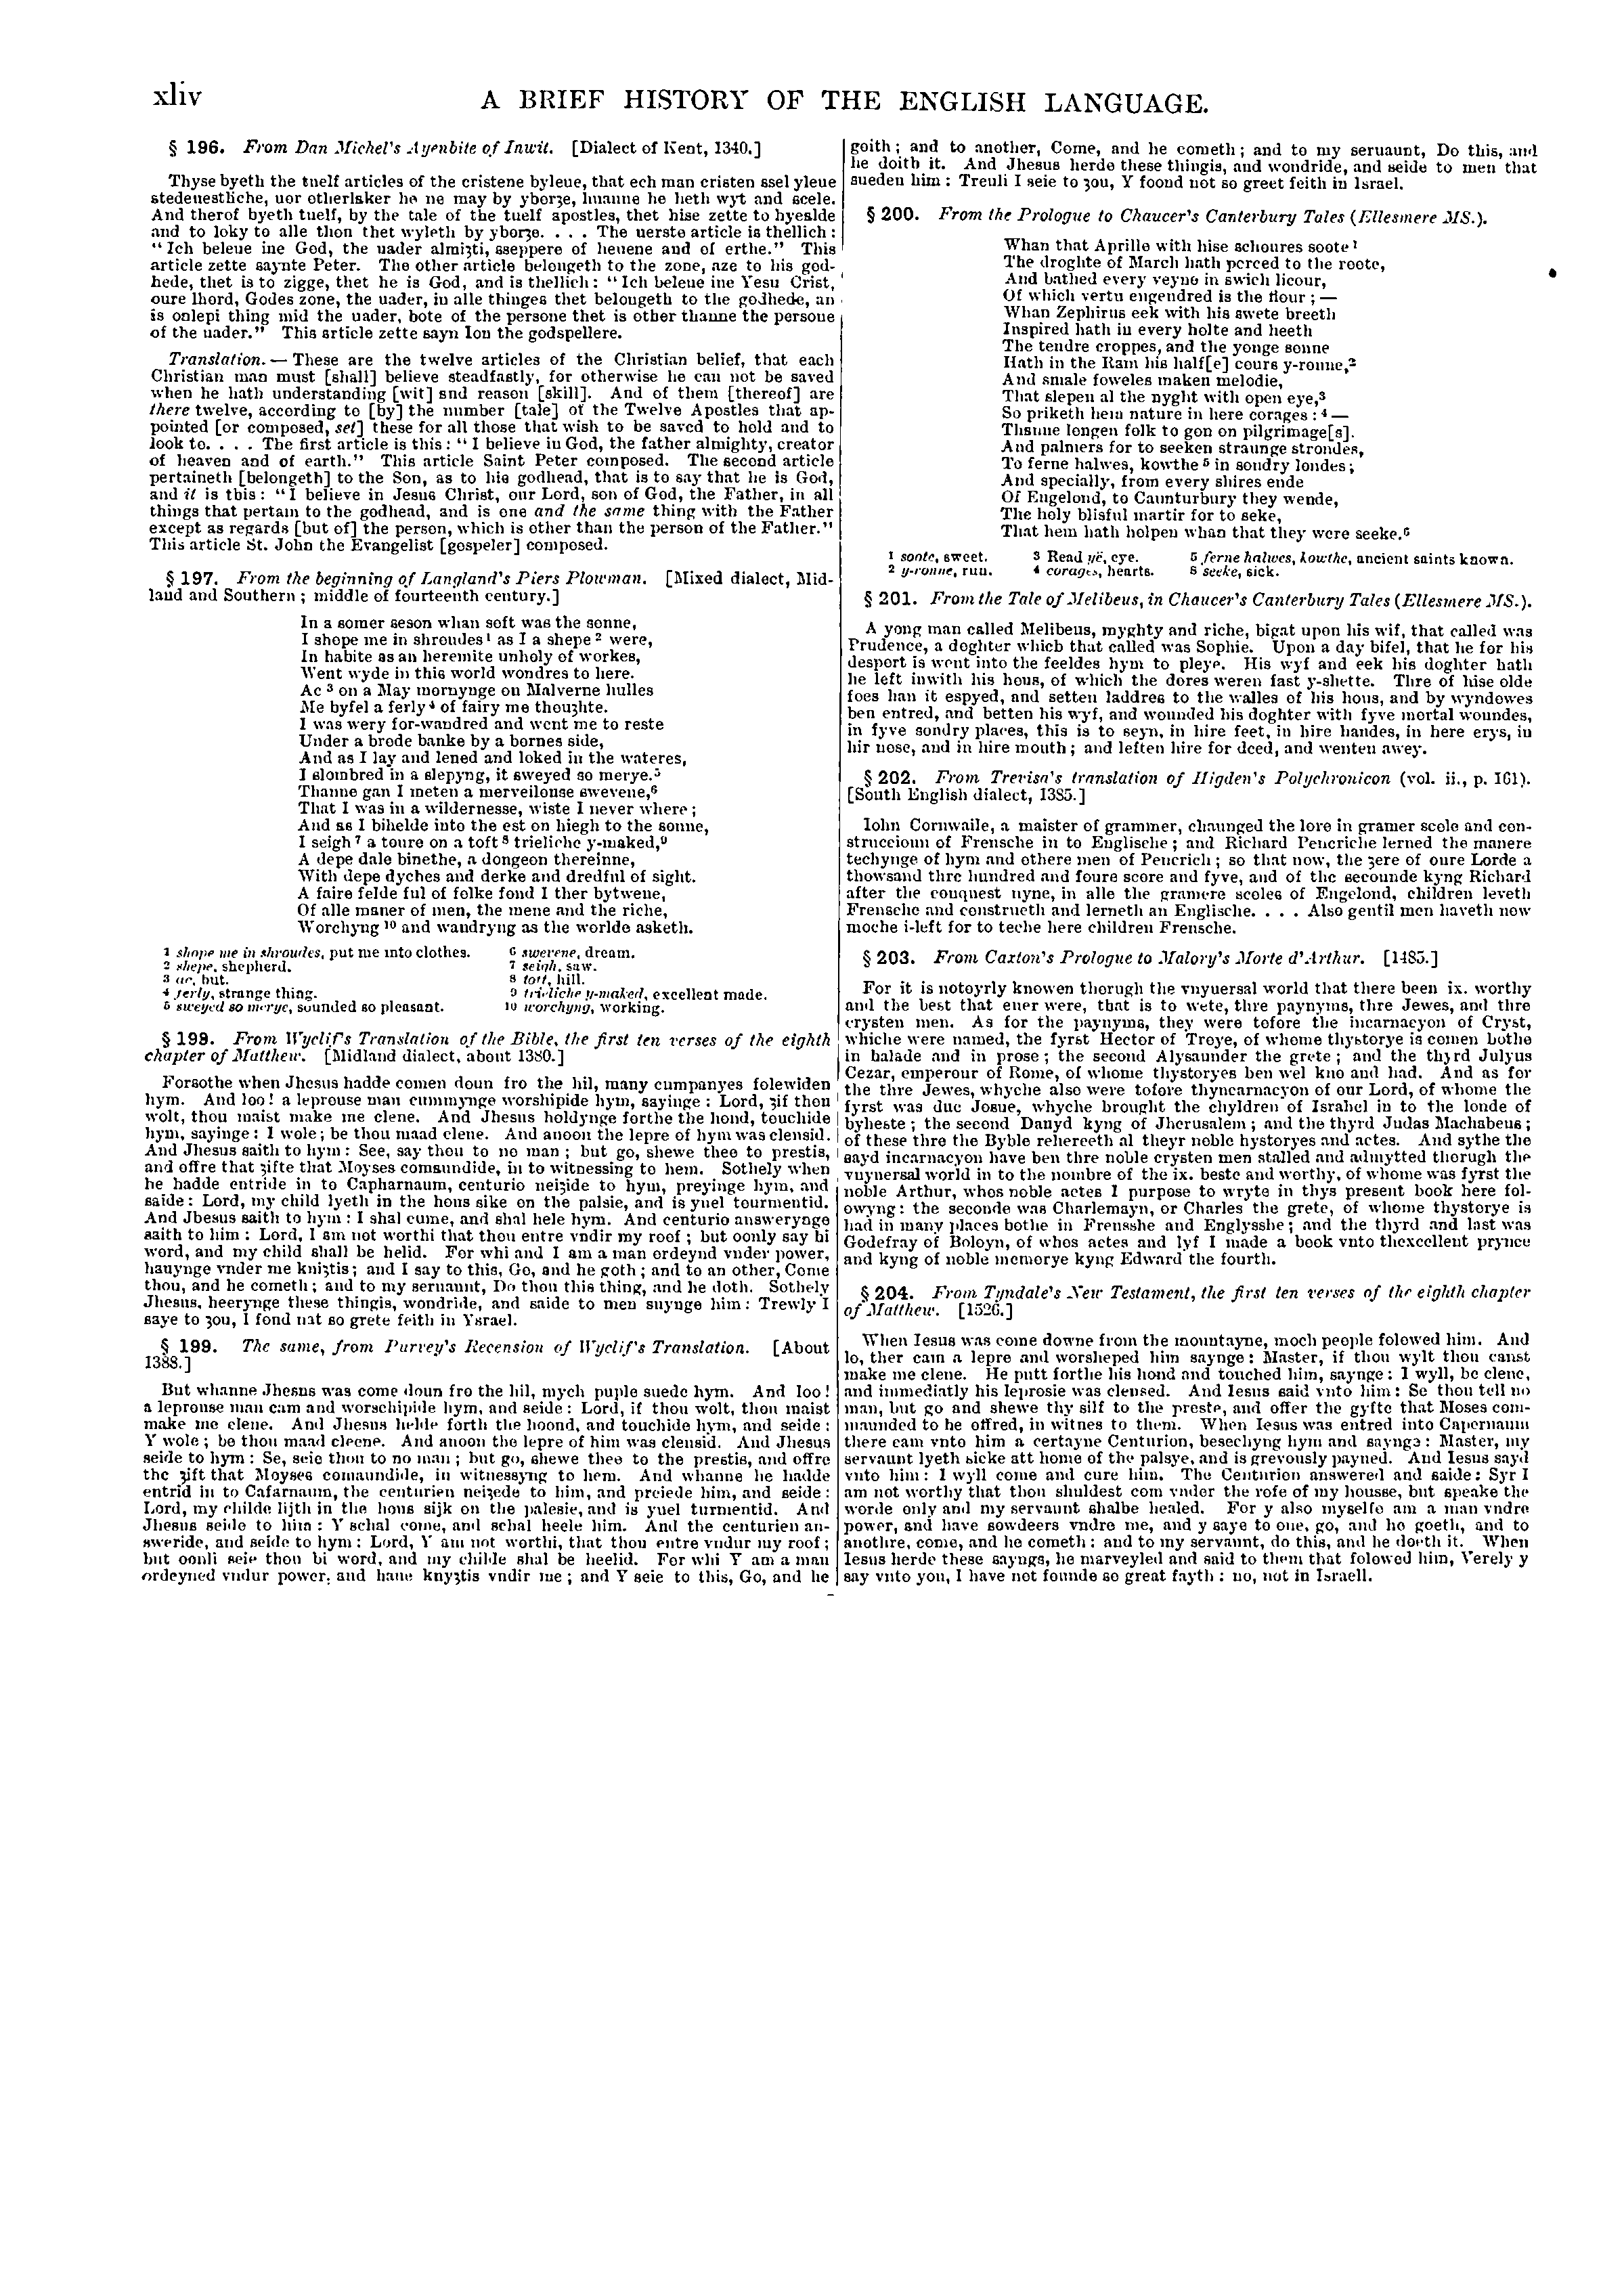 xliv
A BRIEF HISTORY OF THE ENGLISH LANGUAGE.
§ 196. From Dan Michel's Ayenbite of Inwit. [Dialect of Kent, 1340.]
Thyse byeth the tuelf articles of the cristene byleue, that ech man cristen ssel yleue
stedeuestliche, uor otherlaker he ne may by yborȝe, huanne he heth wyt and scele.
And therof byeth tuelf, by the tale of the tuelf apostles, thet hise zette to hyealde
and to loky to alle thon thet wyleth by yborȝe. . . . The uerste article is thellich:
“Ich beleue ine God, the uader almiȝti, sseppere of heuene and of erthe.” This
article zette saynte Peter. The other article belongeth to the zone, aze to his god-
hede, thet is to zigge, thet he is God, and is thellich: “Ich beleue ine Yesu Crist,
oure lhord, Godes zone, the uader, in alle thinges thet belongeth to the godhede, an
is onlepi thing mid the uader, bote of the persone thet is other thanne the persone
of the uader.” This article zette sayn Ion the godspellere.
Translation. — These are the twelve articles of the Christian belief, that each
Christian man must [shall] believe steadfastly, for otherwise he can not be saved
when he hath understanding [wit] and reason [skill]. And of them [thereof] are
there twelve, according to [by] the number [tale] of the Twelve Apostles that ap-
pointed [or composed, set] these for all those that wish to be saved to hold and to
look to. . . . The first article is this: “I believe in God, the father almighty, creator
of heaven and of earth.” This article Saint Peter composed. The second article
pertaineth [belongeth] to the Son, as to his godhead, that is to say that he is God,
and it is this: “I believe in Jesus Christ, our Lord, son of God, the Father, in all
things that pertain to the godhead, and is one and the same thing with the Father
except as regards [but of] the person, which is other than the person of the Father.”
This article St. John the Evangelist [gospeler] composed.
§ 197. From the beginning of Langland's Piers Plowman. [Mixed dialect, Mid-
land and Southern; middle of fourteenth century.]
In a somer seson whan soft was the sonne,
I shope me in shroudes¹ as I a shepe² were,
In habite as an heremite unholy of workes,
Went wyde in this world wondres to here.
Ac³ on a May mornynge on Malverne hulles
Me byfel a ferly⁴ of fairy me thouȝhte.
I was wery for-wandred and went me to reste
Under a brode banke by a bornes side,
And as I lay and lened and loked in the wateres,
I slombred in a slepyng, it sweyed so merye.⁵
Thanne gan I meten a merveilouse swevene,⁶
That I was in a wildernesse, wiste I never where;
And as I bihelde into the est on hiegh to the sonne,
I seigh⁷ a toure on a toft⁸ trieliche y-maked,⁹
A depe dale binethe, a dongeon thereinne,
With depe dyches and derke and dredful of sight.
A faire felde ful of folke fond I ther bytwene,
Of alle maner of men, the mene and the riche,
Worchyng¹⁰ and wandryng as the worlde asketh.
1 shope me in shroudes, put me into clothes.
2 shepe, shepherd.
3 ac, but.
4 ferly, strange thing.
5 sweyed so merye, sounded so pleasant.
6 swevene, dream.
7 seigh, saw.
8 toft, hill.
9 trieliche y-maked, excellent made.
10 worchyng, working.
§ 199. From Wyclif's Translation of the Bible, the first ten verses of the eighth
chapter of Matthew. [Midland dialect, about 1380.]
Forsothe when Jhesus hadde comen doun fro the hil, many cumpanyes folewiden
hym. And loo! a leprouse man cummynge worshipide hym, sayinge: Lord, ȝif thou
wolt, thou maist make me clene. And Jhesus holdynge forthe the hond, touchide
hym, sayinge: I wole; be thou maad clene. And anoon the lepre of hym was clensid.
And Jhesus saith to hym: See, say thou to no man; but go, shewe thee to prestis,
and offre that ȝifte that Moyses comaundide, in to witnessing to hem. Sothely when
he hadde entride in to Capharnaum, centurio neiȝide to hym, preyinge hym, and
saide: Lord, my child lyeth in the hous sike on the palsie, and is yuel tourmentid.
And Jhesus saith to hym: I shal cume, and shal hele hym. And centurio answerynge
saith to him: Lord, I am not worthi that thou entre vndir my roof; but oonly say bi
word, and my child shall be helid. For whi and I am a man ordeynd vnder power,
hauynge vnder me kniȝtis; and I say to this, Go, and he goth; and to an other, Come
thou, and he cometh; and to my seruaunt, Do thou this thing, and he doth. Sothely
Jhesus, heerynge these thingis, wondride, and saide to men suynge him: Trewly I
saye to ȝou, I fond nat so grete feith in Ysrael.
§ 199. The same, from Purvey's Recension of Wyclif's Translation. [About
1388.]
But whanne Jhesus was come doun fro the hil, mych puple suede hym. And loo!
a leprouse man cam and worschipide hym, and seide: Lord, if thou wolt, thou maist
make me clene. And Jhesus helde forth the hoond, and touchide hym, and seide:
Y wole; be thou maad cleene. And anoon the lepre of him was clensid. And Jhesus
seide to hym: Se, seie thou to no man; but go, shewe thee to the prestis, and offre
the ȝift that Moyses comaundide, in witnessyng to hem. And whanne he hadde
entrid in to Cafarnaum, the centurien neiȝede to him, and preiede him, and seide:
Lord, my childe lijth in the hous sijk on the palesie, and is yuel turmentid. And
Jhesus seide to him: Y schal come, and schal heele him. And the centurien an-
sweride, and seide to hym: Lord, Y am not worthi, that thou entre vndur my roof;
but oonli seie thou bi word, and my childe shal be heelid. For whi Y am a man
ordeyned vndur power, and haue knyȝtis vndir me; and Y seie to this, Go, and he
goith; and to another, Come, and he cometh; and to my seruaunt, Do this, and
he doith it. And Jhesus herde these thingis, and wondride, and seide to men that
sueden him: Treuli I seie to ȝou, Y foond not so greet feith in Israel.
§ 200. From the Prologue to Chaucer's Canterbury Tales (Ellesmere MS.).
Whan that Aprille with hise schoures soote¹
The droghte of March hath perced to the roote,
And bathed every veyne in swich licour,
Of which vertu engendred is the flour; —
Whan Zephirus eek with his swete breeth
Inspired hath in every holte and heeth
The tendre croppes, and the yonge sonne
Hath in the Ram his half[e] cours y-ronne,²
And smale foweles maken melodie,
That slepen al the nyght with open eye,³
So priketh hem nature in here corages:⁴ —
Thanne longen folk to gon on pilgrimage[s].
And palmers for to seeken straunge strondes,
To ferne halwes, kowthe⁵ in sondry londes;
And specially, from every shires ende
Of Engelond, to Caunturbury they wende,
The holy blisful martir for to seke,
That hem hath holpen whan that they were seeke.⁶
1 soote, sweet.
2 y-ronne, run.
3 Read yë, eye.
4 corages, hearts.
5 ferne halwes, kowthe, ancient saints known.
8 seeke, sick.
§ 201. From the Tale of Melibeus, in Chaucer's Canterbury Tales (Ellesmere MS.).
A yong man called Melibeus, myghty and riche, bigat upon his wif, that called was
Prudence, a doghter which that called was Sophie. Upon a day bifel, that he for his
desport is went into the feeldes hym to pleye. His wyf and eek his doghter hath
he left inwith his hous, of which the dores weren fast y-shette. Thre of hise olde
foes han it espyed, and setten laddres to the walles of his hous, and by wyndowes
ben entred, and betten his wyf, and wounded his doghter with fyve mortal woundes,
in fyve sondry places, this is to seyn, in hire feet, in hire handes, in here erys, in
hir nose, and in hire mouth; and leften hire for deed, and wenten awey.
§ 202. From Trevisa's translation of Higden's Polychronicon (vol. ii., p. 161).
[South English dialect, 1385.]
Iohn Cornwaile, a maister of grammer, chaunged the lore in gramer scole and con-
struccioun of Frensche in to Englische; and Richard Pencriche lerned the manere
techynge of hym and othere men of Pencrich; so that now, the ȝere of oure Lorde a
thowsand thre hundred and foure score and fyve, and of the secounde kyng Richard
after the conquest nyne, in alle the gramere scoles of Engelond, children leveth
Frensche and construeth and lerneth an Englische. . . . Also gentil men haveth now
moche i-left for to teche here children Frensche.
§ 203. From Caxton's Prologue to Malory's Morte d'Arthur. [1485.]
For it is notoyrly knowen thorugh the vnyuersal world that there been ix. worthy
and the best that euer were, that is to wete, thre paynyms, thre Jewes, and thre
crysten men. As for the paynyms, they were tofore the incarnacyon of Cryst,
whiche were named, the fyrst Hector of Troye, of whome thystorye is comen bothe
in balade and in prose; the second Alysaunder the grete; and the thyrd Julyus
Cezar, emperour of Rome, of whome thystoryes ben wel kno and had. And as for
the thre Jewes, whyche also were tofore thyncarnacyon of our Lord, of whome the
fyrst was duc Josue, whyche brought the chyldren of Israhel in to the londe of
byheste; the second Dauyd kyng of Jherusalem; and the thyrd Judas Machabeus;
of these thre the Byble reherceth al theyr noble hystoryes and actes. And sythe the
sayd incarnacyon have ben thre noble crysten men stalled and admytted thorugh the
vnyuersal world in to the nombre of the ix. beste and worthy, of whome was fyrst the
noble Arthur, whos noble actes I purpose to wryte in thys present book here fol-
owyng: the seconde was Charlemayn, or Charles the grete, of whome thystorye is
had in many places bothe in Frensshe and Englysshe; and the thyrd and last was
Godefray of Boloyn, of whos actes and lyf I made a book vnto thexcellent prynce
and kyng of noble memorye kyng Edward the fourth.
§ 204. From Tyndale's New Testament, the first ten verses of the eighth chapter
of Matthew. [1526.]
When Iesus was come downe from the mountayne, moch people folowed him. And
lo, ther cam a lepre and worsheped him saynge: Master, if thou wylt thou canst
make me clene. He putt forthe his hond and touched him, saynge: I wyll, be clene,
and immediatly his leprosie was clensed. And Iesus said vnto him: Se thou tell no
man, but go and shewe thy silf to the preste, and offer the gyfte that Moses com-
maunded to be offred, in witnes to them. When Iesus was entred into Capernaum
there cam vnto him a certayne Centurion, besechyng hym and saynge: Master, my
servaunt lyeth sicke att home of the palsye, and is grevously payned. And Iesus sayd
vnto him: I wyll come and cure him. The Centurion answered and saide: Syr I
am not worthy that thou shuldest com vnder the rofe of my housse, but speake the
worde only and my servaunt shalbe healed. For y also myselfe am a man vndre
power, and have sowdeers vndre me, and y saye to one, go, and he goeth, and to
anothre, come, and he cometh: and to my servaunt, do this, and he doeth it. When
Iesus herde these sayngs, he marveyled and said to them that folowed him, Verely y
say vnto you, I have not founde so great fayth: no, not in Israell.